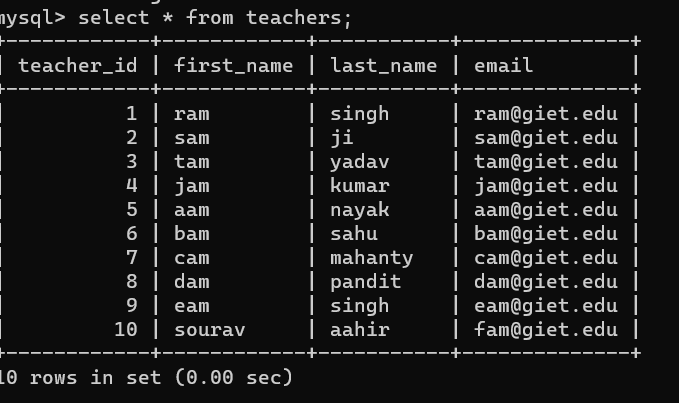 mysql> select * from teachers;
+------------+------------+-----------+--------------+
| teacher_id | first_name | last_name | email        |
+------------+------------+-----------+--------------+
|          1 | ram        | singh     | ram@giet.edu |
|          2 | sam        | ji        | sam@giet.edu |
|          3 | tam        | yadav     | tam@giet.edu |
|          4 | jam        | kumar     | jam@giet.edu |
|          5 | aam        | nayak     | aam@giet.edu |
|          6 | bam        | sahu      | bam@giet.edu |
|          7 | cam        | mahanty   | cam@giet.edu |
|          8 | dam        | pandit    | dam@giet.edu |
|          9 | eam        | singh     | eam@giet.edu |
|         10 | sourav     | aahir     | fam@giet.edu |
+------------+------------+-----------+--------------+
10 rows in set (0.00 sec)